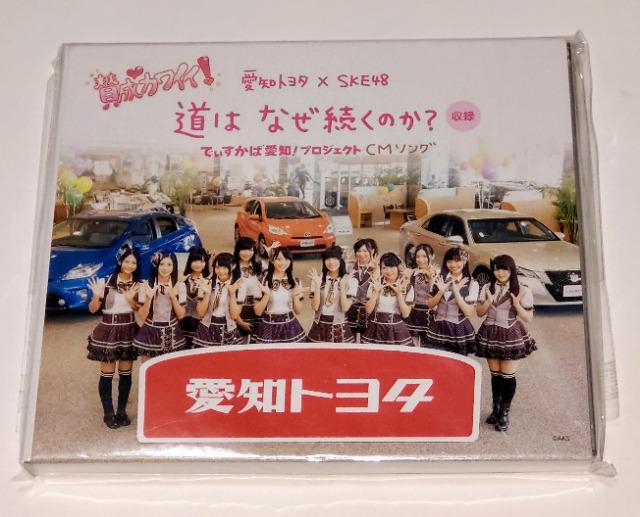 賛成カワイイ!
愛知トヨタ × SKE48
道は なぜ続くのか?
収録
でぃすかば愛知!プロジェクト CMソング
愛知トヨタ
©AKS